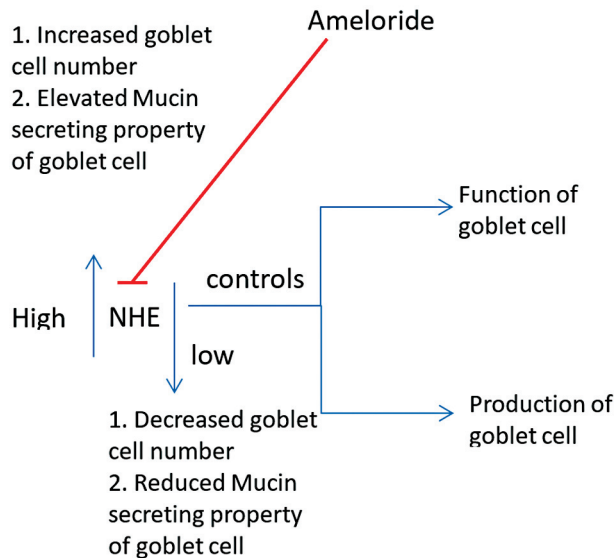 1. Increased goblet
cell number
2. Elevated Mucin
secreting property
of goblet cell
Ameloride
Function of
goblet cell
controls
High
NHE
low
Production of
goblet cell
1. Decreased goblet
cell number
2. Reduced Mucin
secreting property
of goblet cell